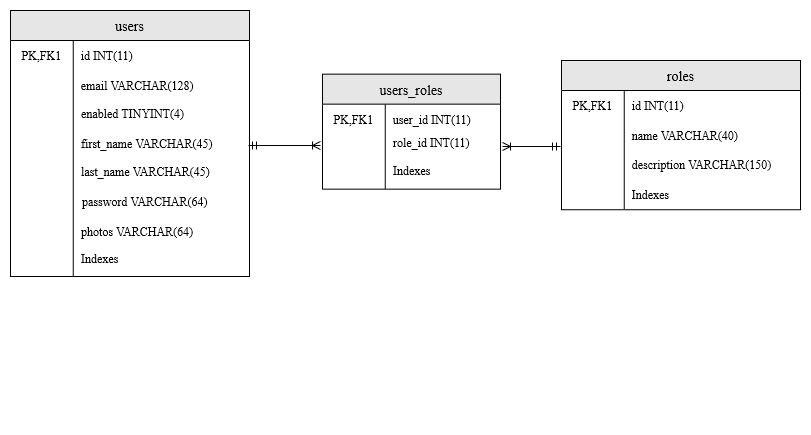 users
PK,FK1 id INT(11)
email VARCHAR(128)
enabled TINYINT(4)
first_name VARCHAR(45)
last_name VARCHAR(45)
password VARCHAR(64)
photos VARCHAR(64)
Indexes
users_roles
PK,FK1 user_id INT(11)
role_id INT(11)
Indexes
roles
PK,FK1 id INT(11)
name VARCHAR(40)
description VARCHAR(150)
Indexes